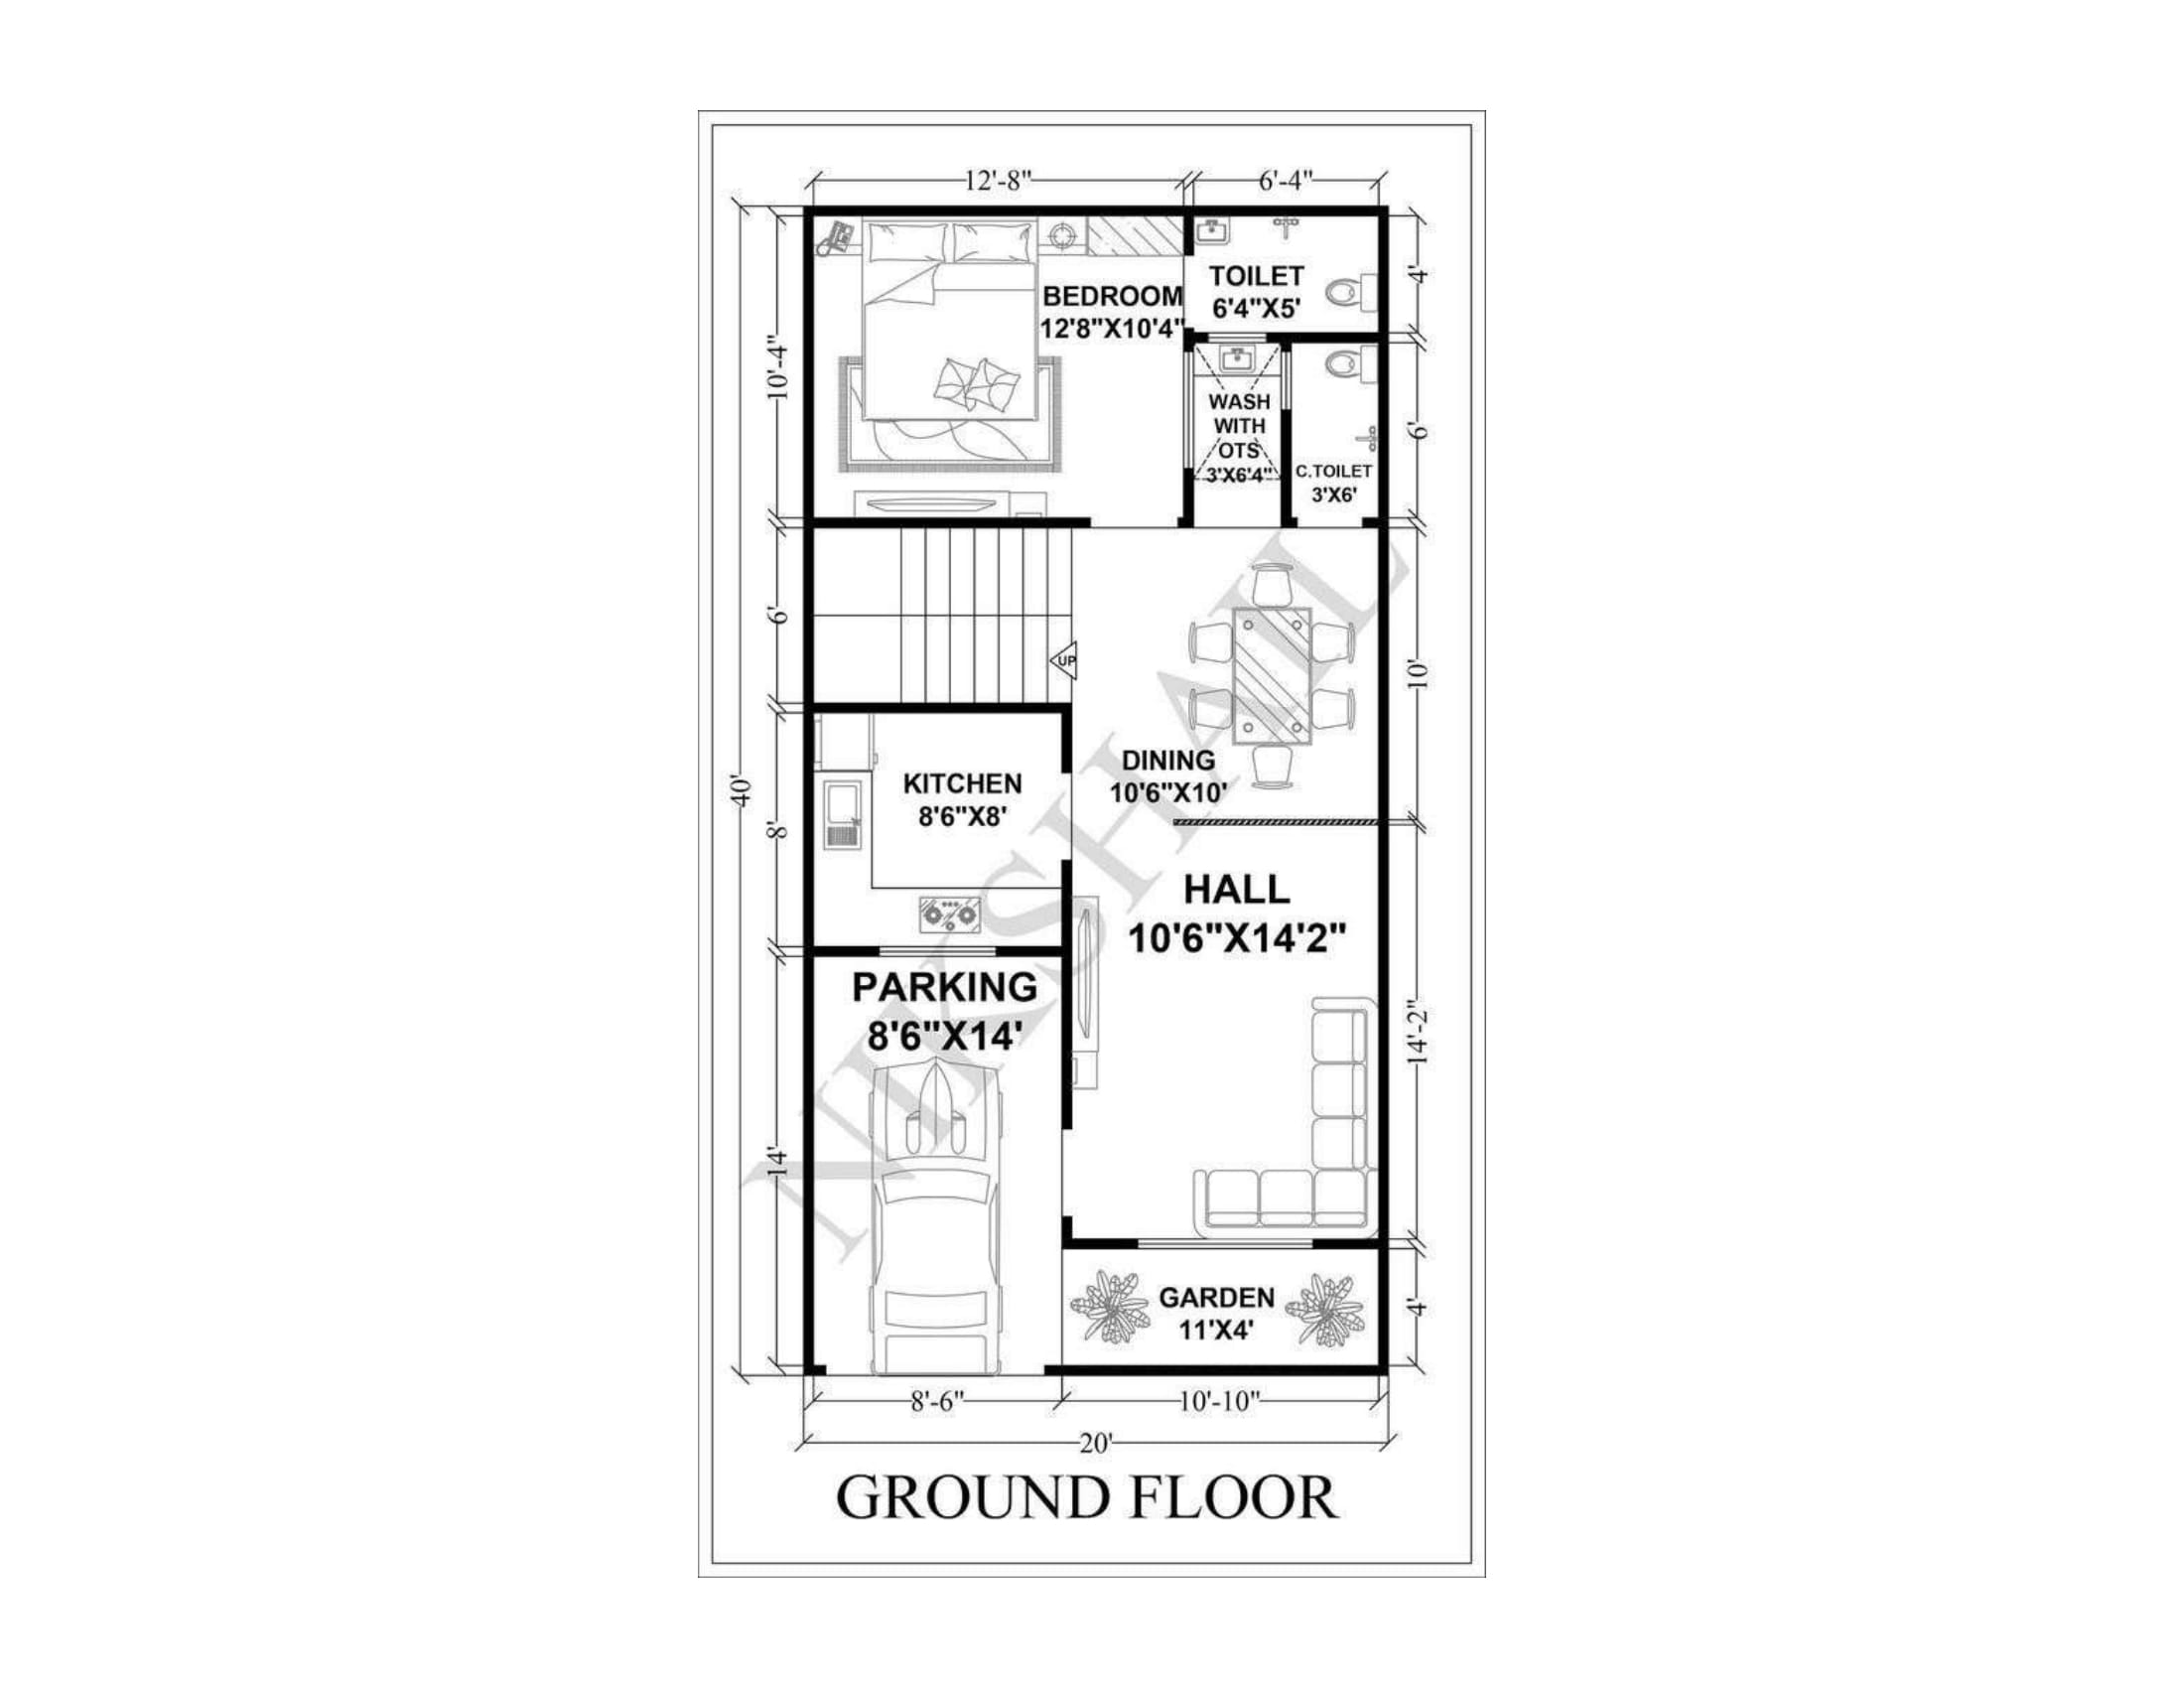 12'-8"
6'-4"
BEDROOM
12'8"X10'4"
TOILET
6'4"X5'
4'
10'-4"
WASH
WITH
OTS
3'X6'4"
C.TOILET
3'X6'
6'
6'
UP
10'
DINING
10'6"X10'
KITCHEN
8'6"X8'
8'
40'
HALL
10'6"X14'2"
14'-2"
PARKING
8'6"X14'
14'
GARDEN
11'X4'
4'
8'-6"
10'-10"
20'
GROUND FLOOR
NIKSHAIL